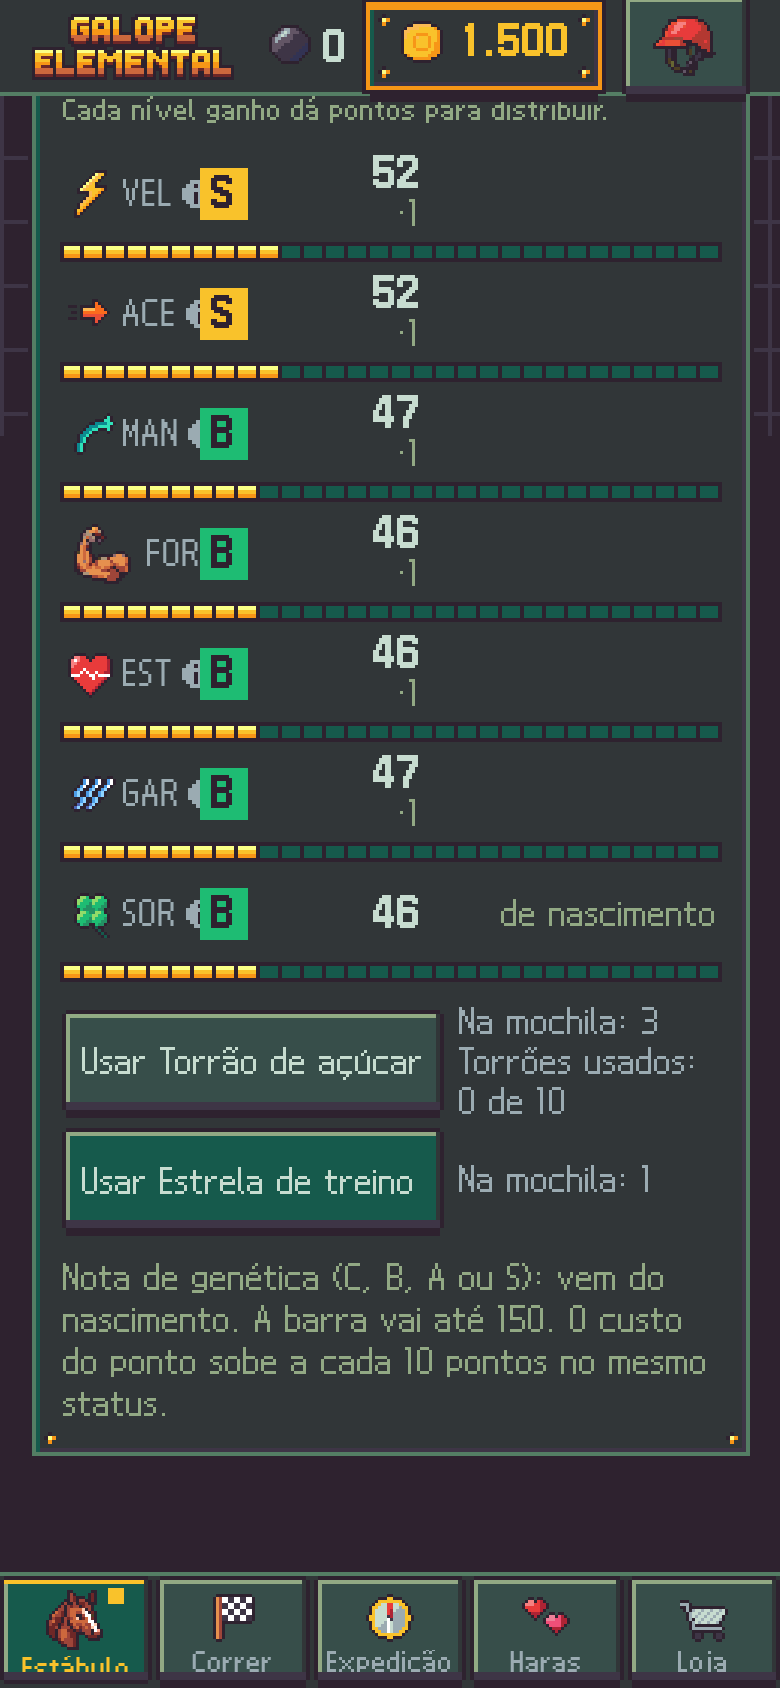 GALOPE
ELEMENTAL
0
1.500
Cada nível ganho dá pontos para distribuir.
VEL S 52
·1
ACE S 52
·1
MAN B 47
·1
FOR B 46
·1
EST B 46
·1
GAR B 47
·1
SOR B 46 de nascimento
Usar Torrão de açúcar
Na mochila: 3
Torrões usados:
0 de 10
Usar Estrela de treino
Na mochila: 1
Nota de genética (C, B, A ou S): vem do
nascimento. A barra vai até 150. O custo
do ponto sobe a cada 10 pontos no mesmo
status.
Estábulo
Correr
Expedição
Haras
Loja